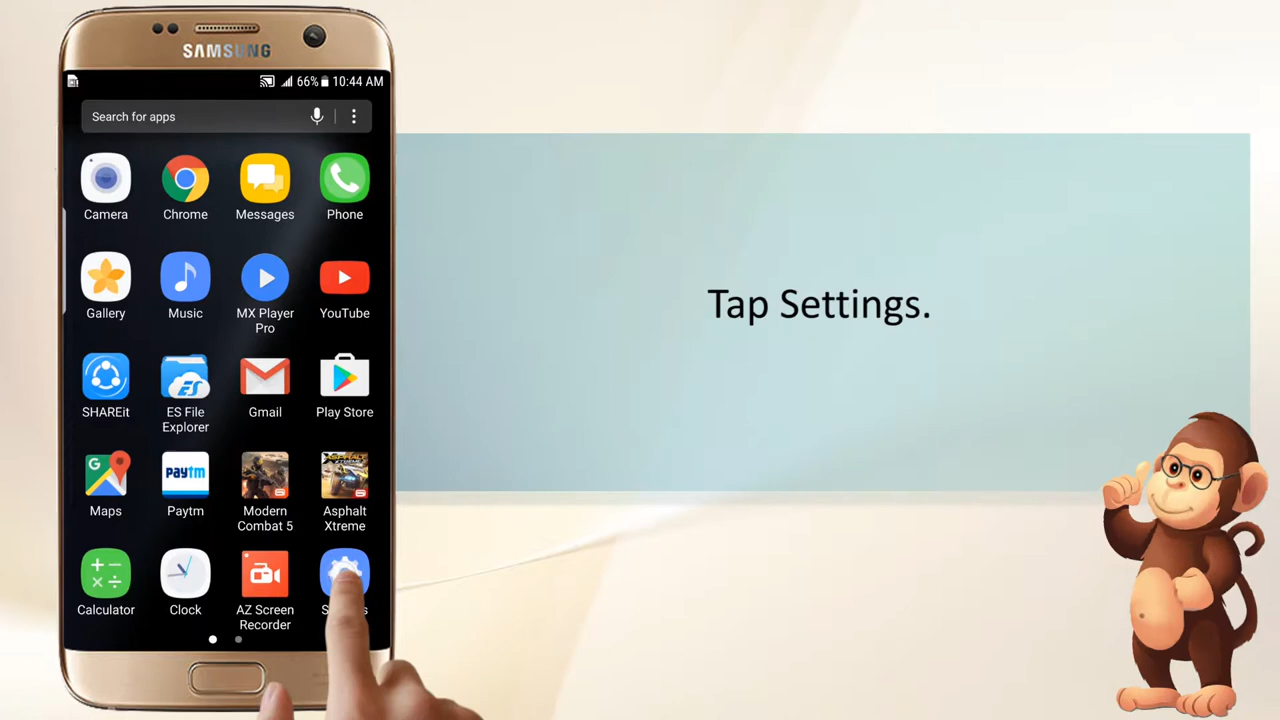 SAMSUNG
66% 10:44 AM
Search for apps
Camera
Chrome
Messages
Phone
Gallery
Music
MX Player
Pro
YouTube
SHAREit
ES File
Explorer
Gmail
Play Store
Maps
Paytm
Modern
Combat 5
Asphalt
Xtreme
Calculator
Clock
AZ Screen
Recorder
Tap Settings.